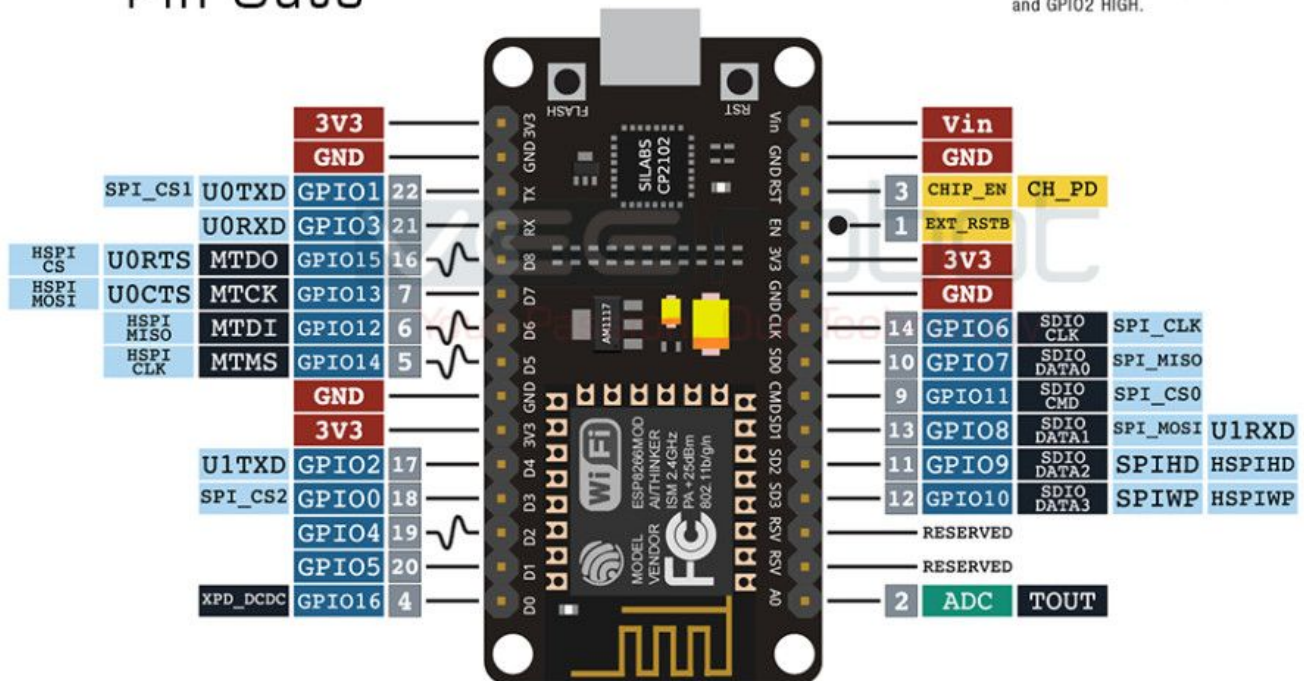 and GPIO2 HIGH.
FLASH
RST
3V3 3V3 Vin Vin
GND GND GND GND
SPI_CS1 U0TXD GPIO1 22 TX RST 3 CHIP_EN CH_PD
U0RXD GPIO3 21 RX EN 1 EXT_RSTB
HSPI CS U0RTS MTDO GPIO15 16 D8 3V3 3V3
HSPI MOSI U0CTS MTCK GPIO13 7 D7 GND GND
HSPI MISO MTDI GPIO12 6 D6 CLK 14 GPIO6 SDIO CLK SPI_CLK
HSPI CLK MTMS GPIO14 5 D5 SD0 10 GPIO7 SDIO DATA0 SPI_MISO
GND GND CMD 9 GPIO11 SDIO CMD SPI_CS0
3V3 3V3 SD1 13 GPIO8 SDIO DATA1 SPI_MOSI U1RXD
U1TXD GPIO2 17 D4 SD2 11 GPIO9 SDIO DATA2 SPIHD HSPIHD
SPI_CS2 GPIO0 18 D3 SD3 12 GPIO10 SDIO DATA3 SPIWP HSPIWP
GPIO4 19 D2 RSV RESERVED
GPIO5 20 D1 RSV RESERVED
XPD_DCDC GPIO16 4 D0 A0 2 ADC TOUT
SILABS
CP2102
AM1117
WiFi
MODEL ESP8266MOD
VENDOR AI/THINKER
ISM 2.4GHz
PA +25dBm
802.11b/g/n
FC